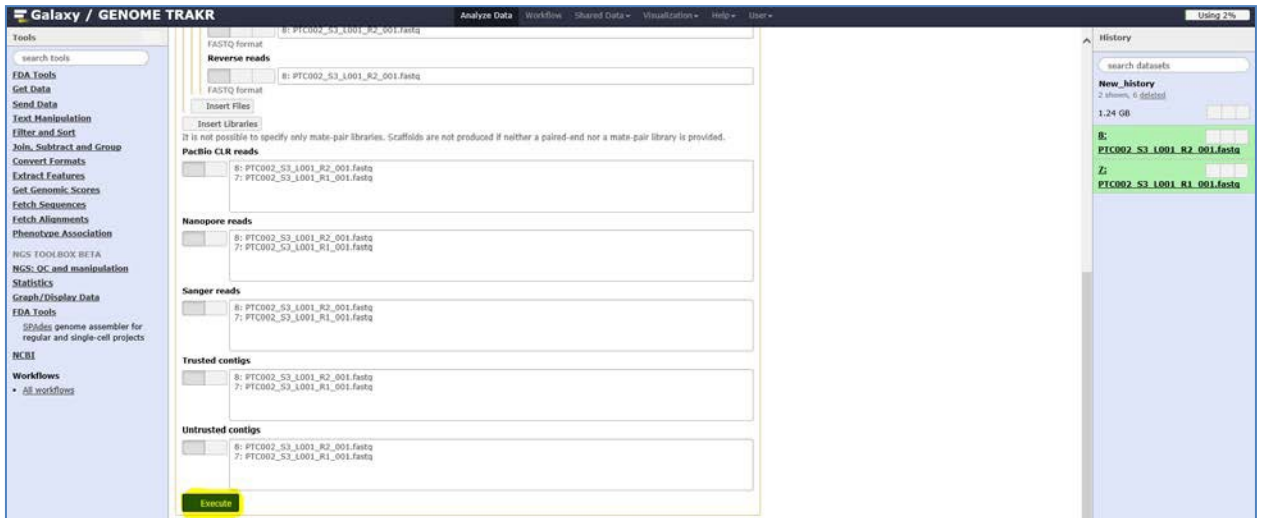 Galaxy / GENOME TRAKR
Analyze Data Workflow Shared Data Visualization Help User
Using 2%
Tools
search tools
FDA Tools
Get Data
Send Data
Text Manipulation
Filter and Sort
Join, Subtract and Group
Convert Formats
Extract Features
Get Genomic Scores
Fetch Sequences
Fetch Alignments
Phenotype Association
NGS TOOLBOX BETA
NGS: QC and manipulation
Statistics
Graph/Display Data
FDA Tools
SPAdes genome assembler for
regular and single-cell projects
NCBI
Workflows
• All workflows
8: PTC002_S3_L001_R2_001.fastq
FASTQ format
Reverse reads
8: PTC002_S3_L001_R2_001.fastq
FASTQ format
Insert Files
Insert Libraries
It is not possible to specify only mate-pair libraries. Scaffolds are not produced if neither a paired-end nor a mate-pair library is provided.
PacBio CLR reads
8: PTC002_S3_L001_R2_001.fastq
7: PTC002_S3_L001_R1_001.fastq
Nanopore reads
8: PTC002_S3_L001_R2_001.fastq
7: PTC002_S3_L001_R1_001.fastq
Sanger reads
8: PTC002_S3_L001_R2_001.fastq
7: PTC002_S3_L001_R1_001.fastq
Trusted contigs
8: PTC002_S3_L001_R2_001.fastq
7: PTC002_S3_L001_R1_001.fastq
Untrusted contigs
8: PTC002_S3_L001_R2_001.fastq
7: PTC002_S3_L001_R1_001.fastq
Execute
History
search datasets
New_history
2 shown, 6 deleted
1.24 GB
8:
PTC002_S3_L001_R2_001.fastq
7:
PTC002_S3_L001_R1_001.fastq